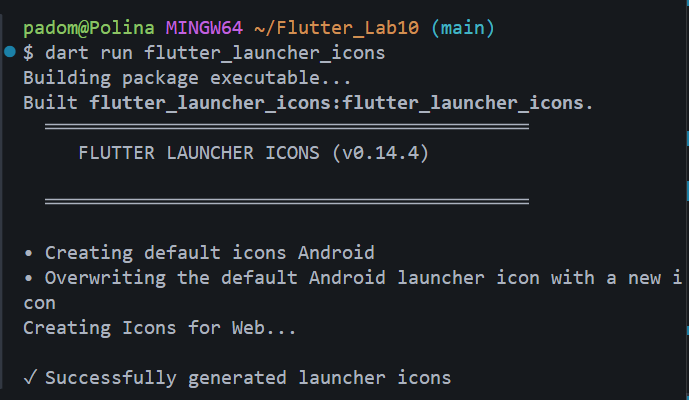 padom@Polina MINGW64 ~/Flutter_Lab10 (main)
$ dart run flutter_launcher_icons
Building package executable...
Built flutter_launcher_icons:flutter_launcher_icons.
════════════════════════════════════════════
FLUTTER LAUNCHER ICONS (v0.14.4)
════════════════════════════════════════════
• Creating default icons Android
• Overwriting the default Android launcher icon with a new i
con
Creating Icons for Web...
✓ Successfully generated launcher icons